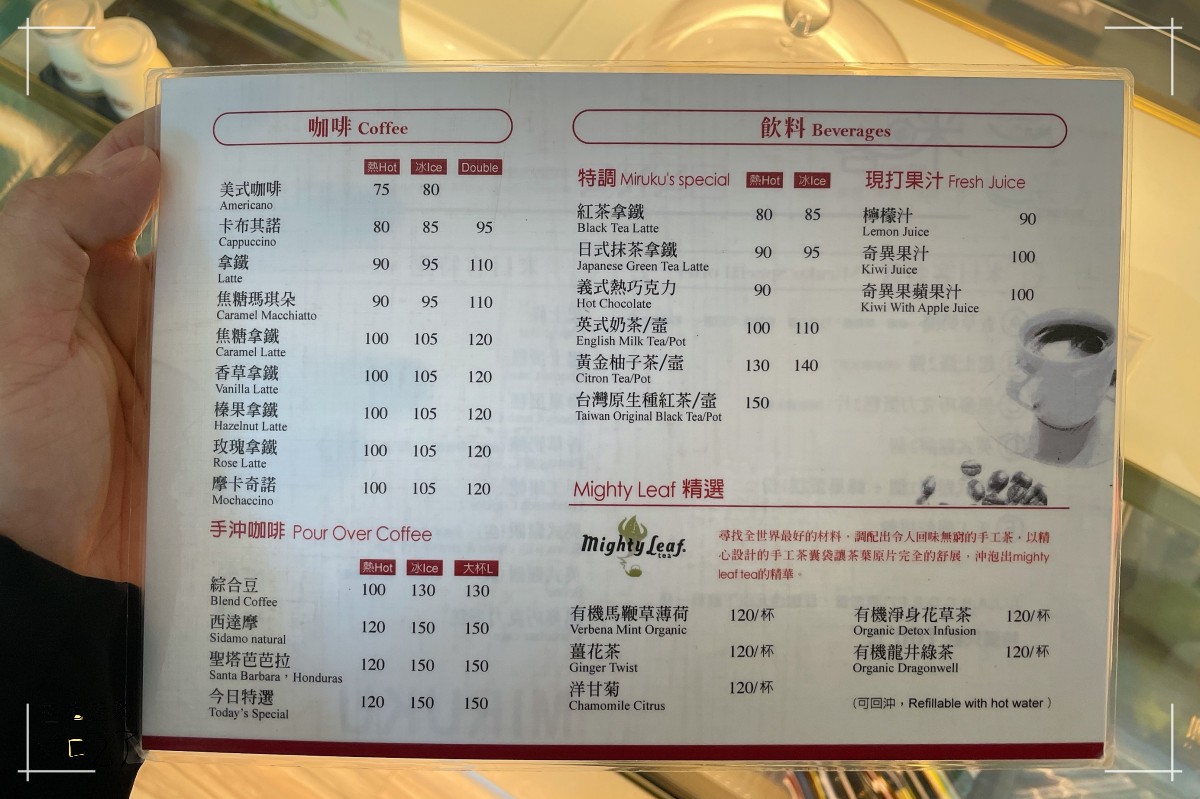 咖啡 Coffee
熱Hot 冰Ice Double
美式咖啡 75 80
Americano
卡布其諾 80 85 95
Cappuccino
拿鐵 90 95 110
Latte
焦糖瑪琪朵 90 95 110
Caramel Macchiatto
焦糖拿鐵 100 105 120
Caramel Latte
香草拿鐵 100 105 120
Vanilla Latte
榛果拿鐵 100 105 120
Hazelnut Latte
玫瑰拿鐵 100 105 120
Rose Latte
摩卡奇諾 100 105 120
Mochaccino
手沖咖啡 Pour Over Coffee
熱Hot 冰Ice 大杯L
綜合豆 100 130 130
Blend Coffee
西達摩 120 150 150
Sidamo natural
聖塔芭芭拉 120 150 150
Santa Barbara,Honduras
今日特選 120 150 150
Today's Special
飲料 Beverages
特調 Miruku's special 熱Hot 冰Ice
紅茶拿鐵 80 85
Black Tea Latte
日式抹茶拿鐵 90 95
Japanese Green Tea Latte
義式熱巧克力 90
Hot Chocolate
英式奶茶/壺 100 110
English Milk Tea/Pot
黃金柚子茶/壺 130 140
Citron Tea/Pot
台灣原生種紅茶/壺 150
Taiwan Original Black Tea/Pot
現打果汁 Fresh Juice
檸檬汁 90
Lemon Juice
奇異果汁 100
Kiwi Juice
奇異果蘋果汁 100
Kiwi With Apple Juice
Mighty Leaf 精選
Mighty Leaf.
tea
尋找全世界最好的材料，調配出令人回味無窮的手工茶，以精
心設計的手工茶囊袋讓茶葉原片完全的舒展，沖泡出mighty
leaf tea的精華。
有機馬鞭草薄荷 120/杯
Verbena Mint Organic
薑花茶 120/杯
Ginger Twist
洋甘菊 120/杯
Chamomile Citrus
有機淨身花草茶 120/杯
Organic Detox Infusion
有機龍井綠茶 120/杯
Organic Dragonwell
（可回沖，Refillable with hot water）